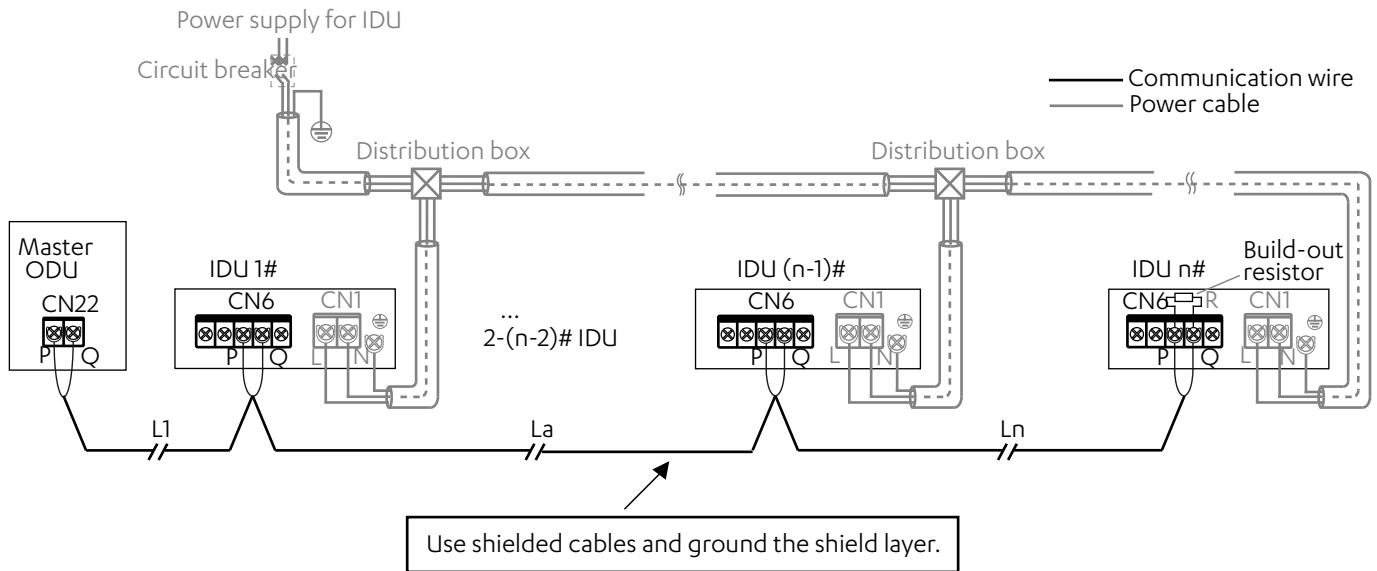 Power supply for IDU
Circuit breaker
Communication wire
Power cable
Distribution box
Distribution box
Master
ODU
CN22
P Q
IDU 1#
CN6
CN1
P Q
L N
...
2-(n-2)# IDU
IDU (n-1)#
CN6
CN1
P Q
L N
IDU n#
Build-out
resistor
CN6
R
CN1
P Q
L N
L1
La
Ln
Use shielded cables and ground the shield layer.